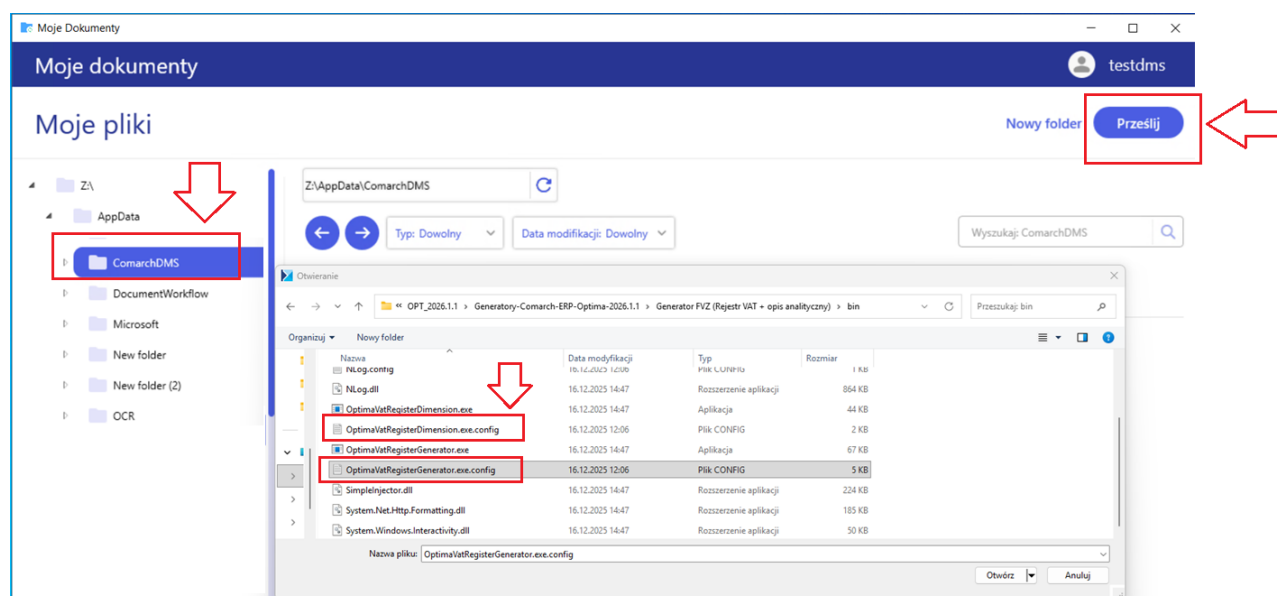 Moje Dokumenty
Moje dokumenty
testdms
Moje pliki
Nowy folder
Prześlij
Z:\
AppData
ComarchDMS
DocumentWorkflow
Microsoft
New folder
New folder (2)
OCR
Z:\AppData\ComarchDMS
Typ: Dowolny
Data modifikacji: Dowolny
Wyszukaj: ComarchDMS
Otwieranie
« OPT_2026.1.1 > Generatory-Comarch-ERP-Optima-2026.1.1 > Generator FVZ (Rejestr VAT + opis analityczny) > bin
Przeszukaj: bin
Organizuj
Nowy folder
Nazwa Data modyfikacji Typ Rozmiar
NLog.config 16.12.2025 12:06 Plik CONFIG 1 KB
NLog.dll 16.12.2025 14:47 Rozszerzenie aplikacji 864 KB
OptimaVatRegisterDimension.exe 16.12.2025 14:47 Aplikacja 44 KB
OptimaVatRegisterDimension.exe.config 16.12.2025 12:06 Plik CONFIG 2 KB
OptimaVatRegisterGenerator.exe 16.12.2025 14:47 Aplikacja 67 KB
OptimaVatRegisterGenerator.exe.config 16.12.2025 12:06 Plik CONFIG 5 KB
SimpleInjector.dll 16.12.2025 14:47 Rozszerzenie aplikacji 224 KB
System.Net.Http.Formatting.dll 16.12.2025 14:47 Rozszerzenie aplikacji 185 KB
System.Windows.Interactivity.dll 16.12.2025 14:47 Rozszerzenie aplikacji 50 KB
Nazwa pliku: OptimaVatRegisterGenerator.exe.config
Otwórz
Anuluj